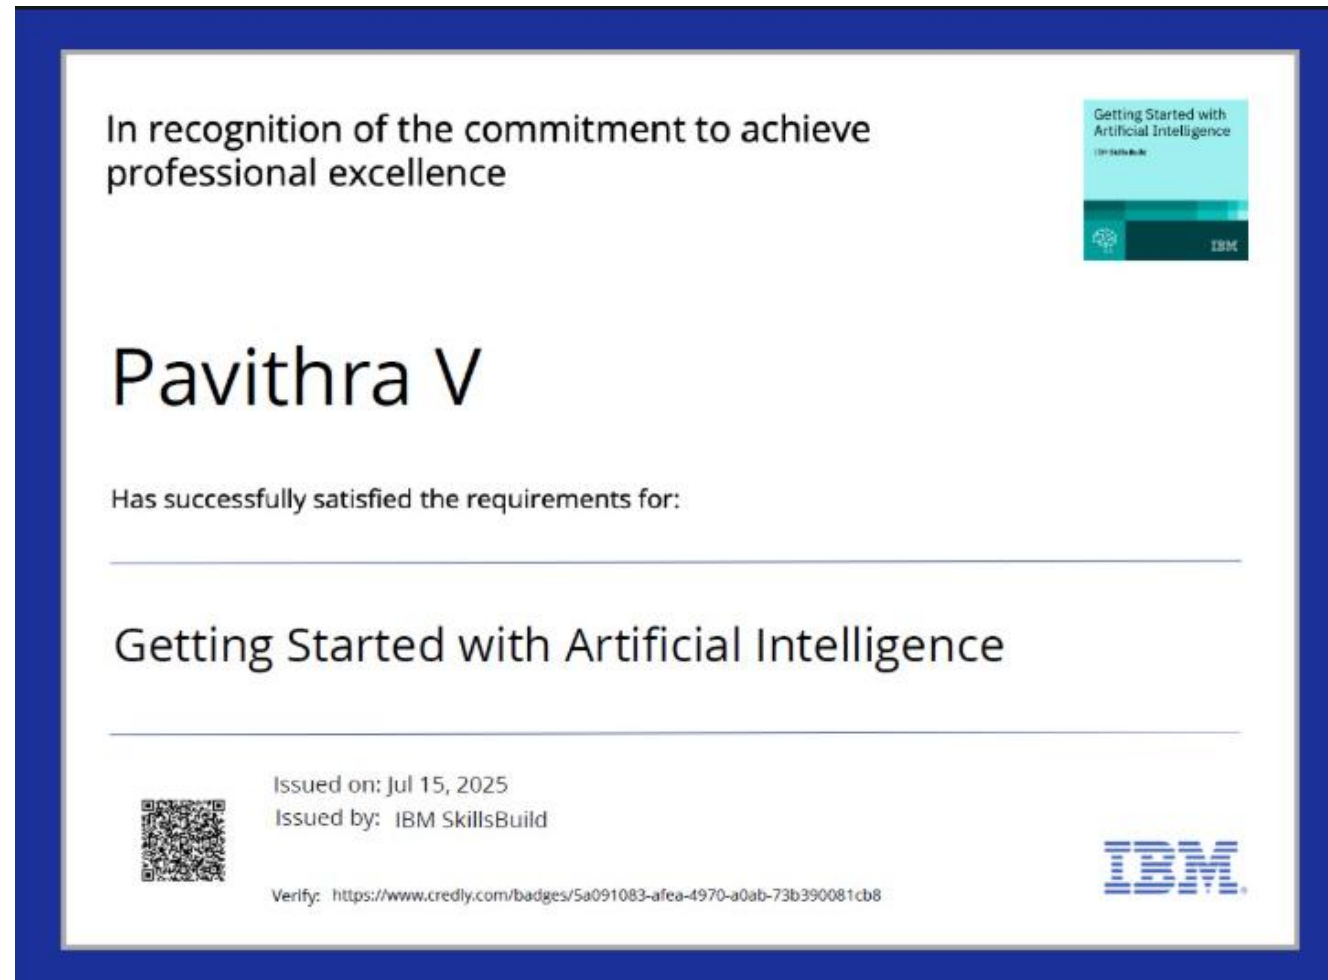 In recognition of the commitment to achieve
professional excellence
Getting Started with
Artificial Intelligence
IBM SkillsBuild
IBM
Pavithra V
Has successfully satisfied the requirements for:
Getting Started with Artificial Intelligence
Issued on: Jul 15, 2025
Issued by: IBM SkillsBuild
Verify: https://www.credly.com/badges/5a091083-afea-4970-a0ab-73b390081cb8
IBM